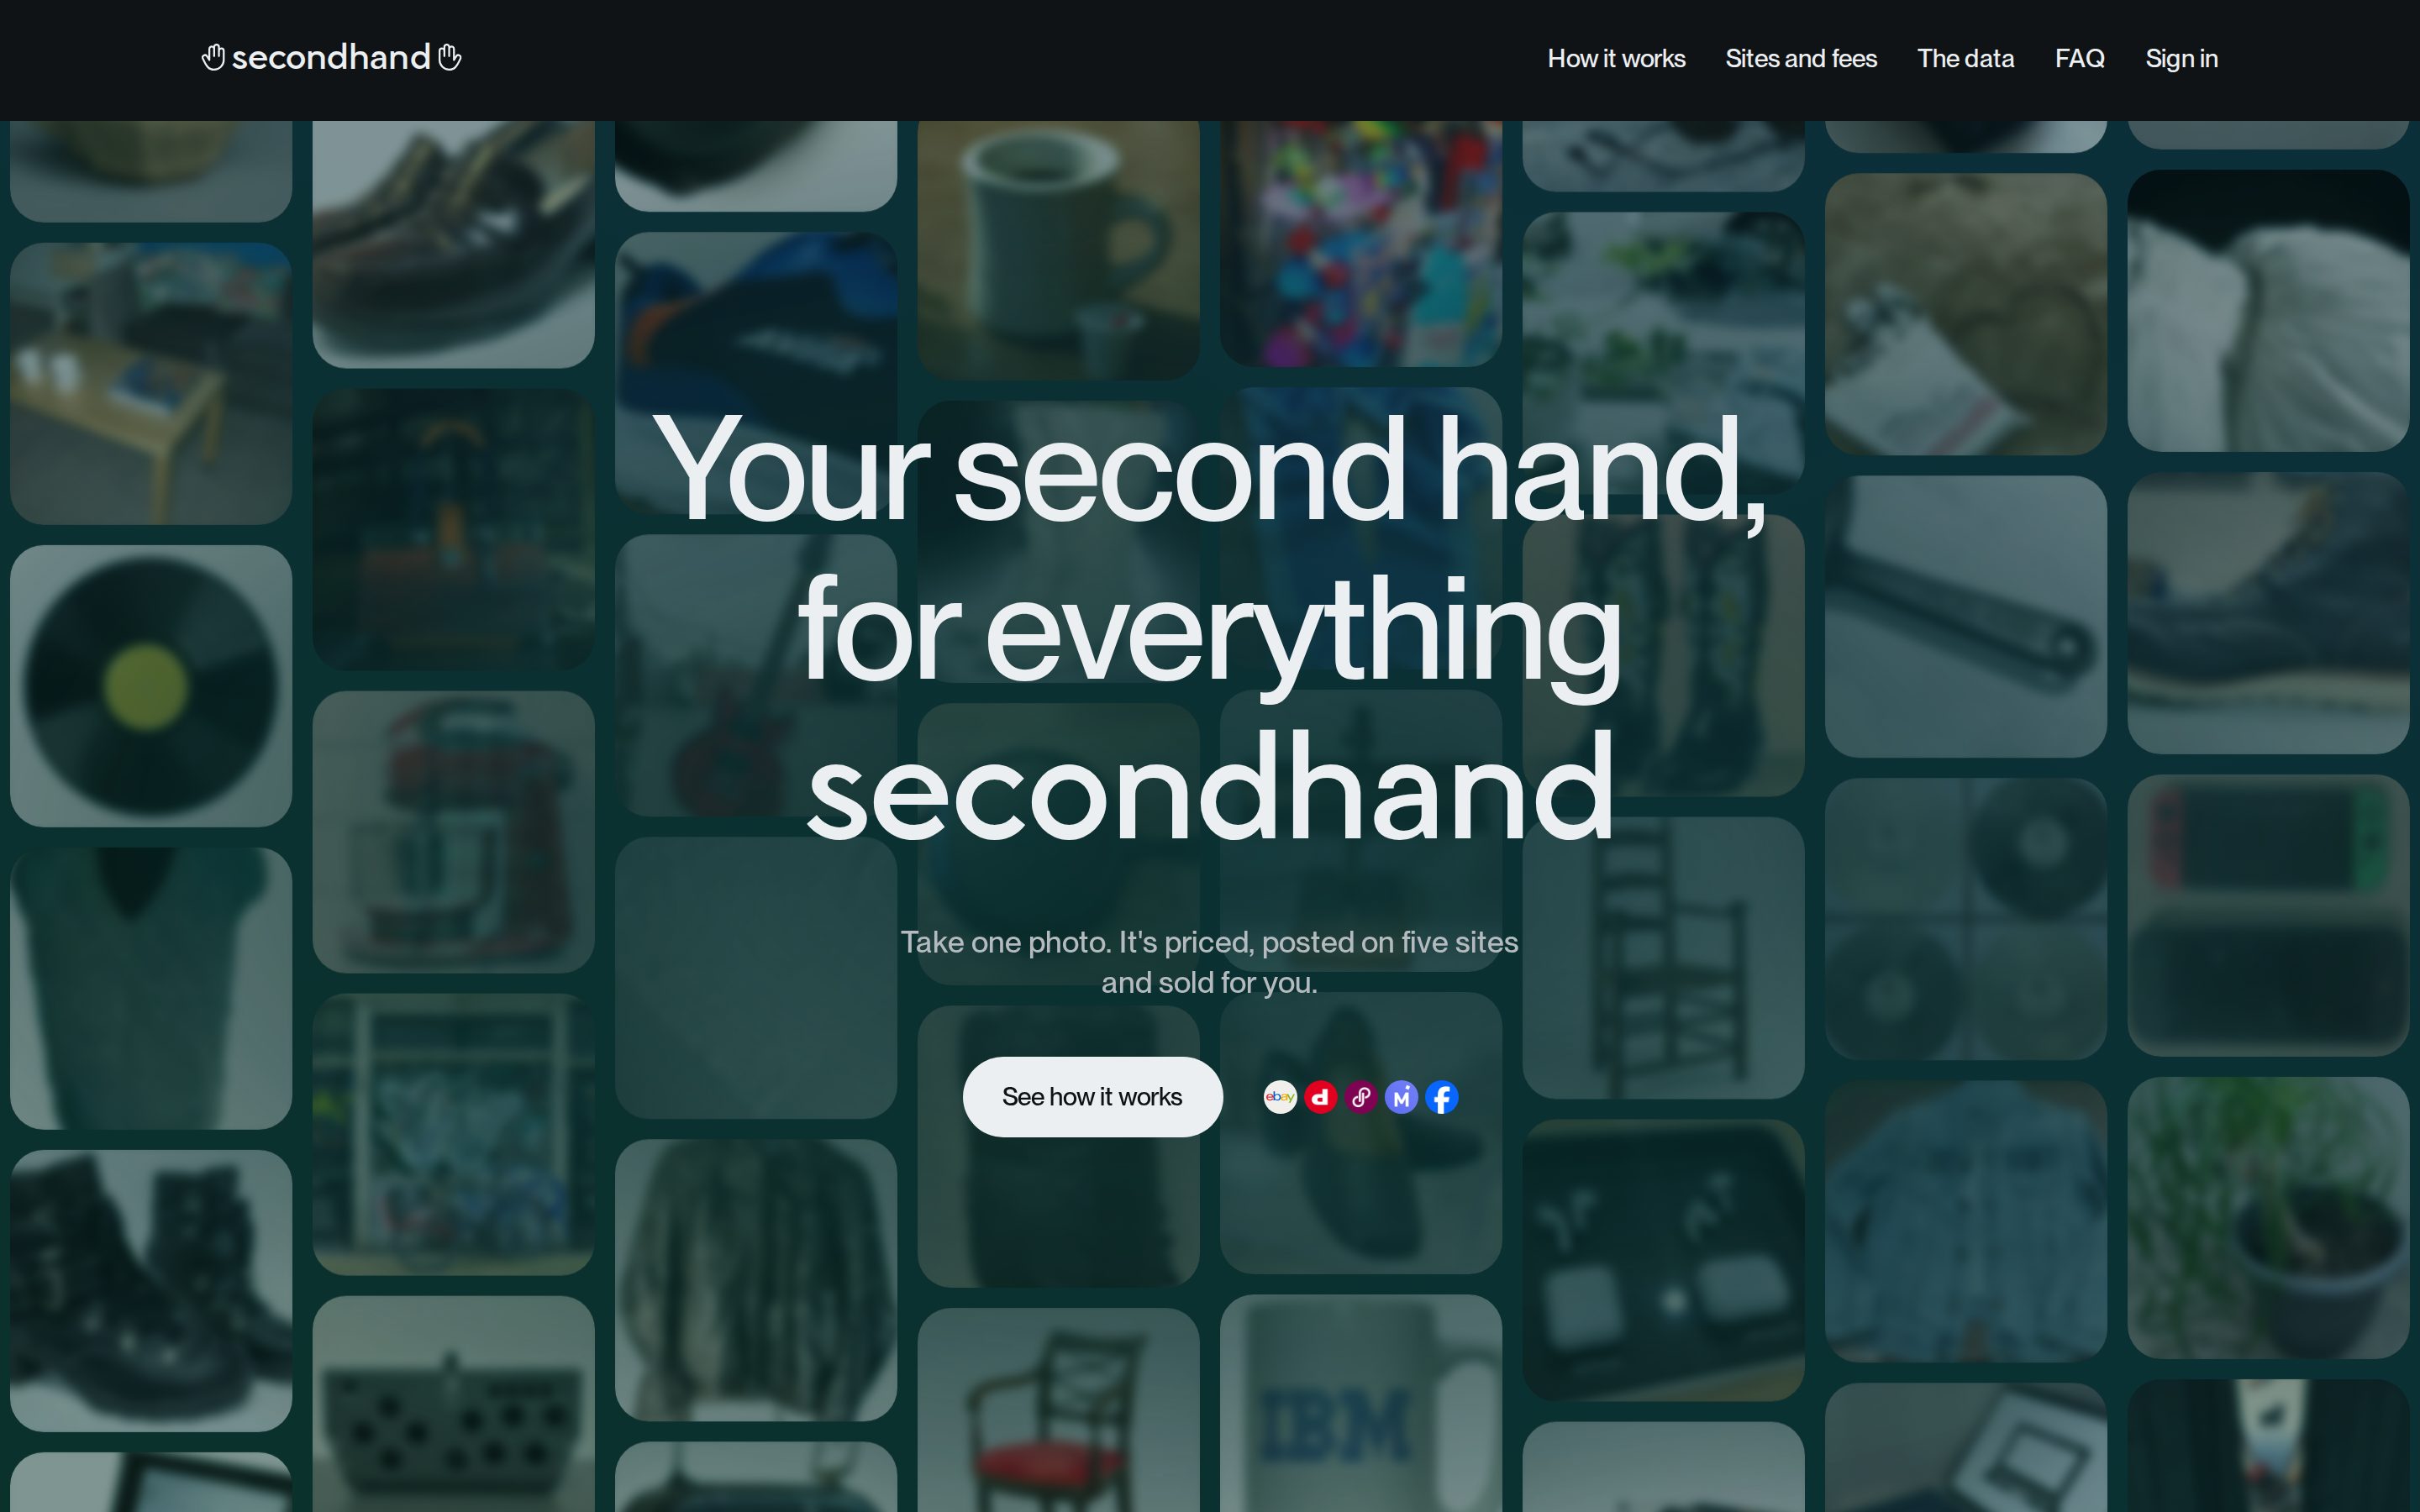 secondhand
How it works
Sites and fees
The data
FAQ
Sign in
Your second hand,
for everything
secondhand
Take one photo. It's priced, posted on five sites
and sold for you.
See how it works
ebay
IBM